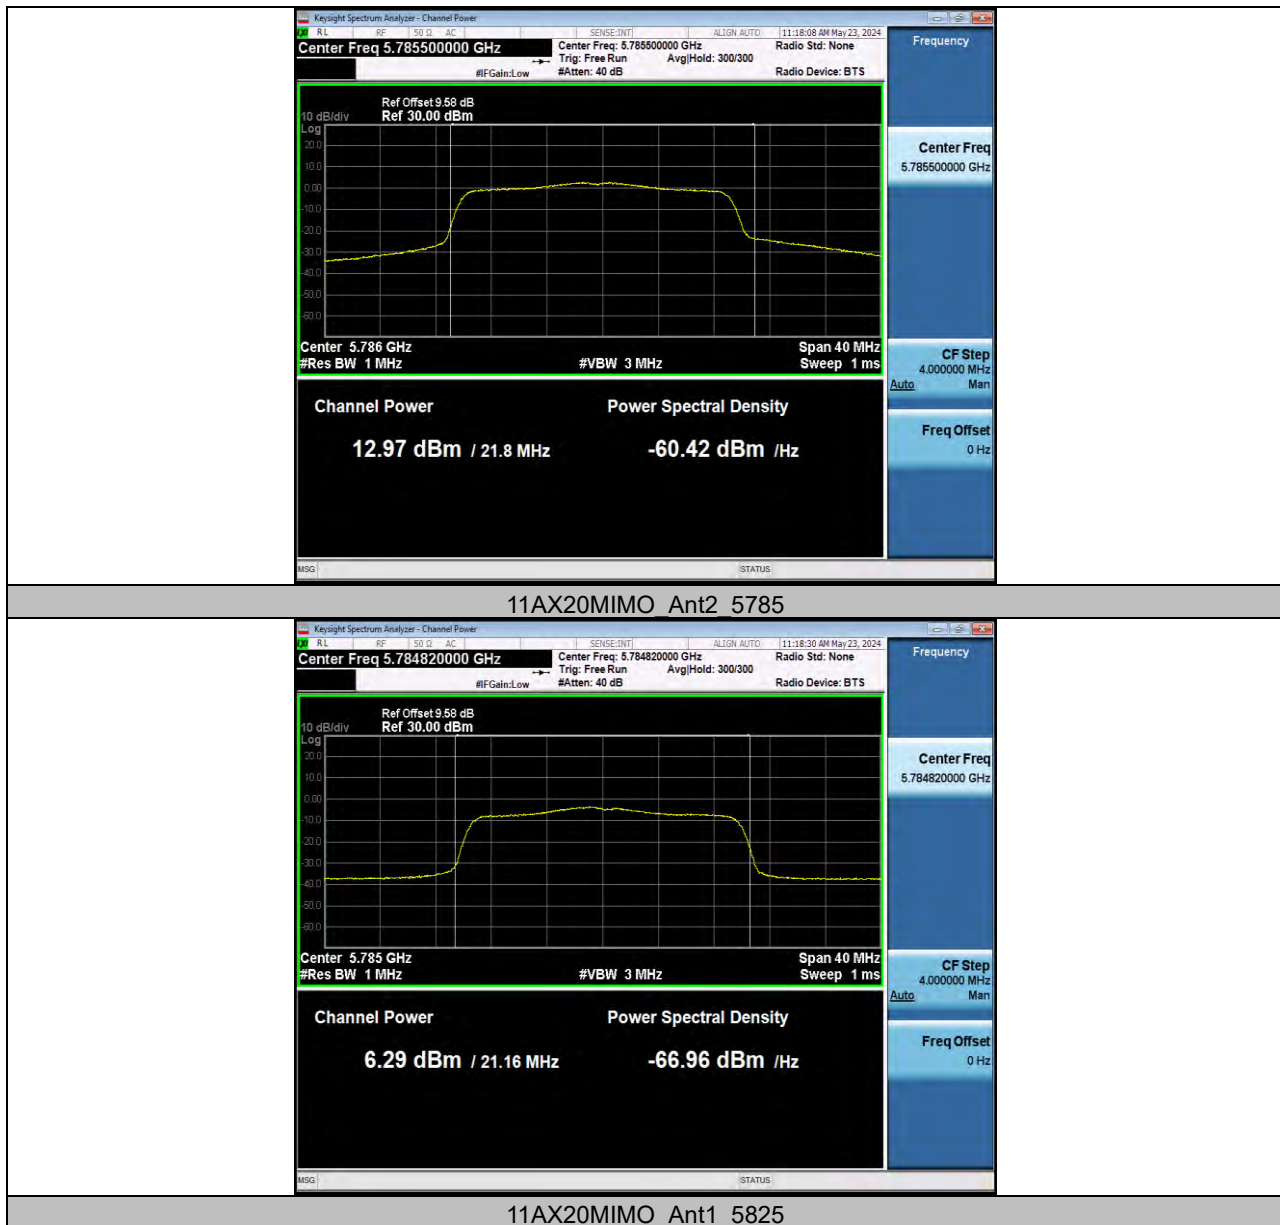 Keysight Spectrum Analyzer - Channel Power
RL RF 50 Ω AC SENSE:INT ALIGN AUTO 11:18:08 AM May 23, 2024
Center Freq 5.785500000 GHz
Center Freq: 5.785500000 GHz Radio Std: None
Trig: Free Run Avg|Hold: 300/300
#IFGain:Low #Atten: 40 dB Radio Device: BTS
Frequency
Ref Offset 9.58 dB
10 dB/div Ref 30.00 dBm
Log
20.0
10.0
0.00
-10.0
-20.0
-30.0
-40.0
-50.0
-60.0
Center Freq
5.785500000 GHz
Center 5.786 GHz Span 40 MHz
#Res BW 1 MHz #VBW 3 MHz Sweep 1 ms
CF Step
4.000000 MHz
Auto Man
Channel Power Power Spectral Density
12.97 dBm / 21.8 MHz -60.42 dBm /Hz
Freq Offset
0 Hz
MSG STATUS
11AX20MIMO_Ant2_5785
Keysight Spectrum Analyzer - Channel Power
RL RF 50 Ω AC SENSE:INT ALIGN AUTO 11:18:30 AM May 23, 2024
Center Freq 5.784820000 GHz
Center Freq: 5.784820000 GHz Radio Std: None
Trig: Free Run Avg|Hold: 300/300
#IFGain:Low #Atten: 40 dB Radio Device: BTS
Frequency
Ref Offset 9.58 dB
10 dB/div Ref 30.00 dBm
Log
20.0
10.0
0.00
-10.0
-20.0
-30.0
-40.0
-50.0
-60.0
Center Freq
5.784820000 GHz
Center 5.785 GHz Span 40 MHz
#Res BW 1 MHz #VBW 3 MHz Sweep 1 ms
CF Step
4.000000 MHz
Auto Man
Channel Power Power Spectral Density
6.29 dBm / 21.16 MHz -66.96 dBm /Hz
Freq Offset
0 Hz
MSG STATUS
11AX20MIMO_Ant1_5825